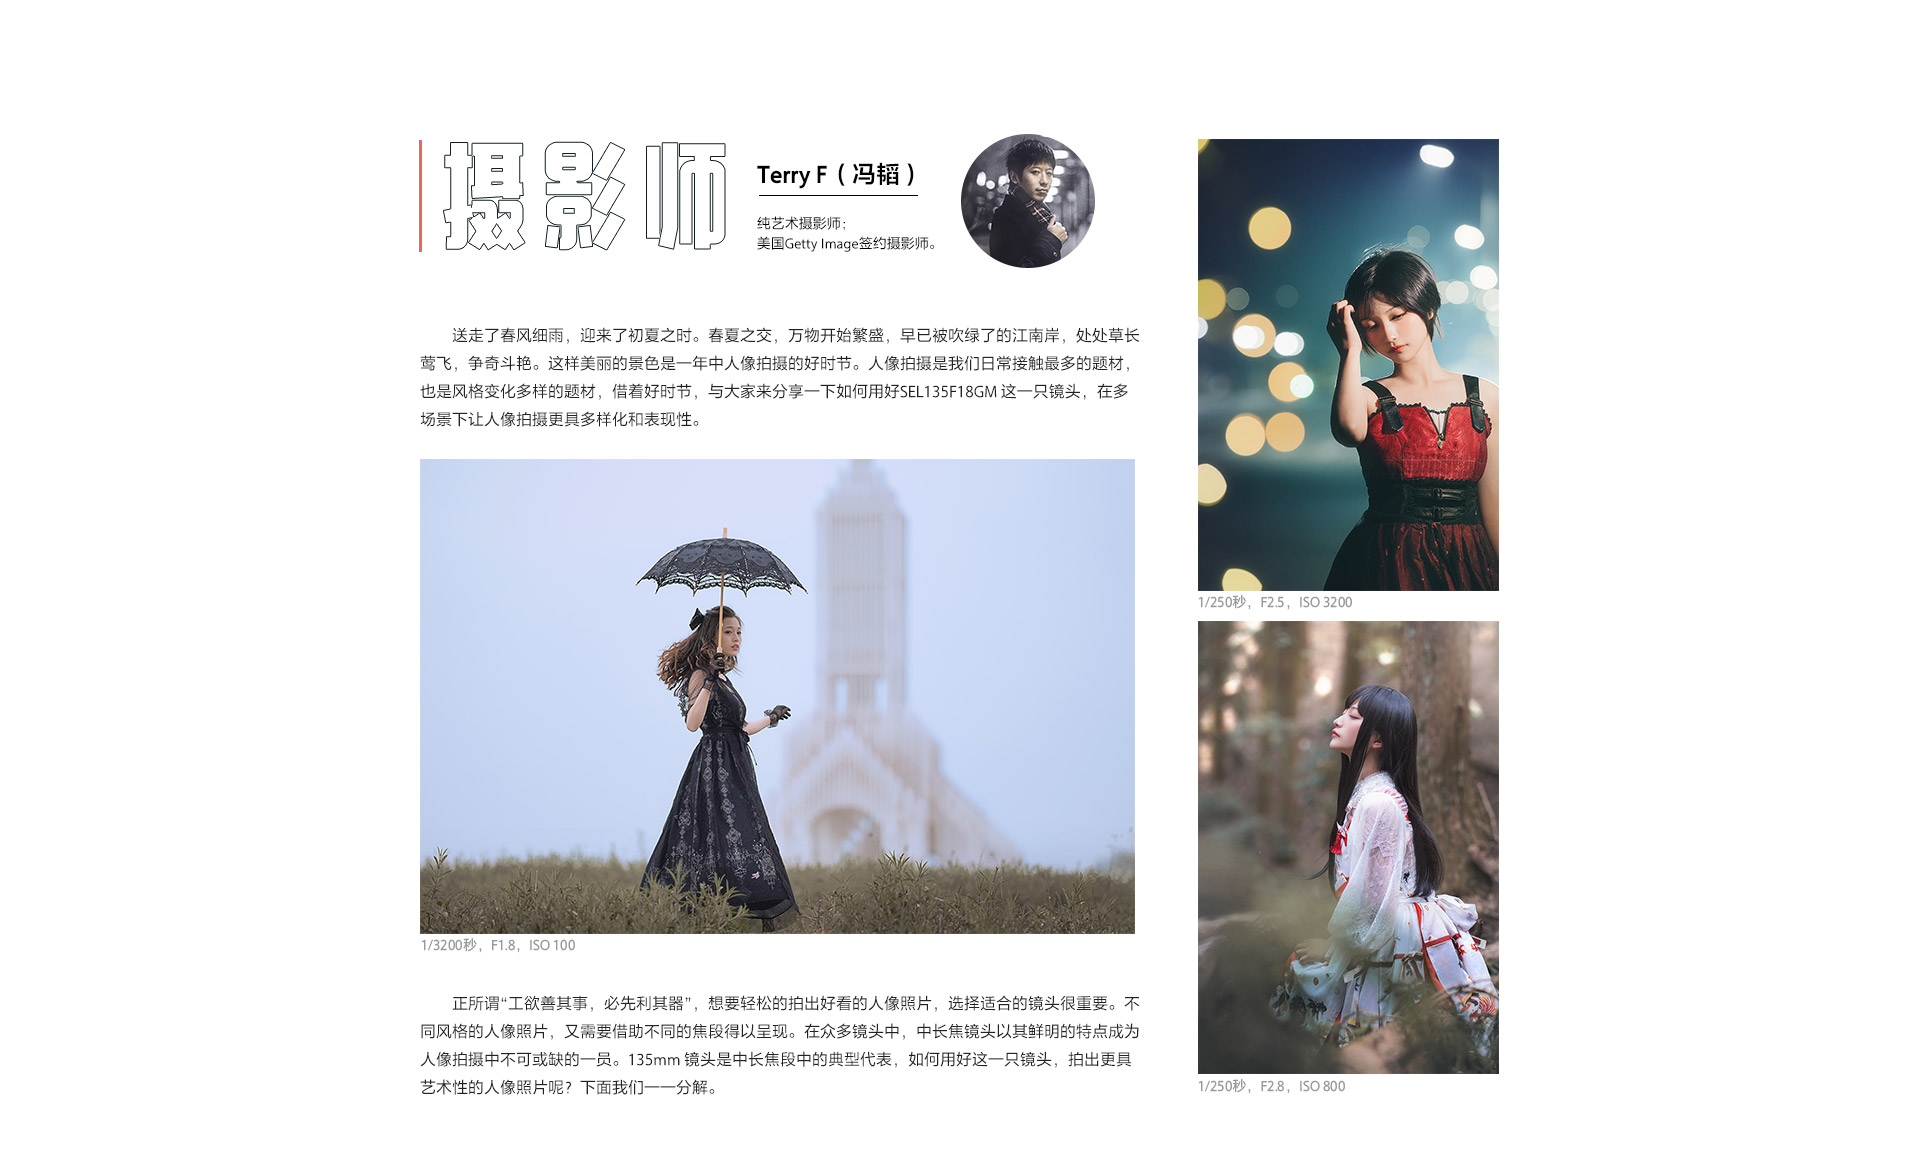 摄影师
Terry F（冯韬）
纯艺术摄影师；
美国Getty Image签约摄影师。
送走了春风细雨，迎来了初夏之时。春夏之交，万物开始繁盛，早已被吹绿了的江南岸，处处草长
莺飞，争奇斗艳。这样美丽的景色是一年中人像拍摄的好时节。人像拍摄是我们日常接触最多的题材，
也是风格变化多样的题材，借着好时节，与大家来分享一下如何用好SEL135F18GM 这一只镜头，在多
场景下让人像拍摄更具多样化和表现性。
1/3200秒，F1.8，ISO 100
正所谓“工欲善其事，必先利其器”，想要轻松的拍出好看的人像照片，选择适合的镜头很重要。不
同风格的人像照片，又需要借助不同的焦段得以呈现。在众多镜头中，中长焦镜头以其鲜明的特点成为
人像拍摄中不可或缺的一员。135mm 镜头是中长焦段中的典型代表，如何用好这一只镜头，拍出更具
艺术性的人像照片呢？下面我们一一分解。
1/250秒，F2.5，ISO 3200
1/250秒，F2.8，ISO 800